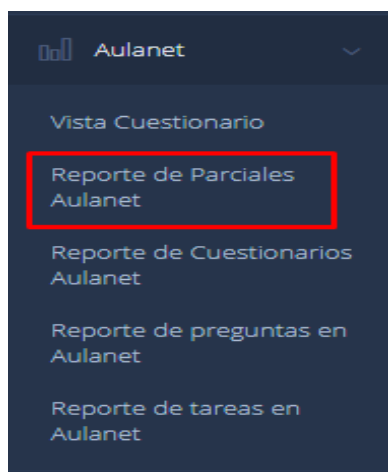 Aulanet
Vista Cuestionario
Reporte de Parciales
Aulanet
Reporte de Cuestionarios
Aulanet
Reporte de preguntas en
Aulanet
Reporte de tareas en
Aulanet